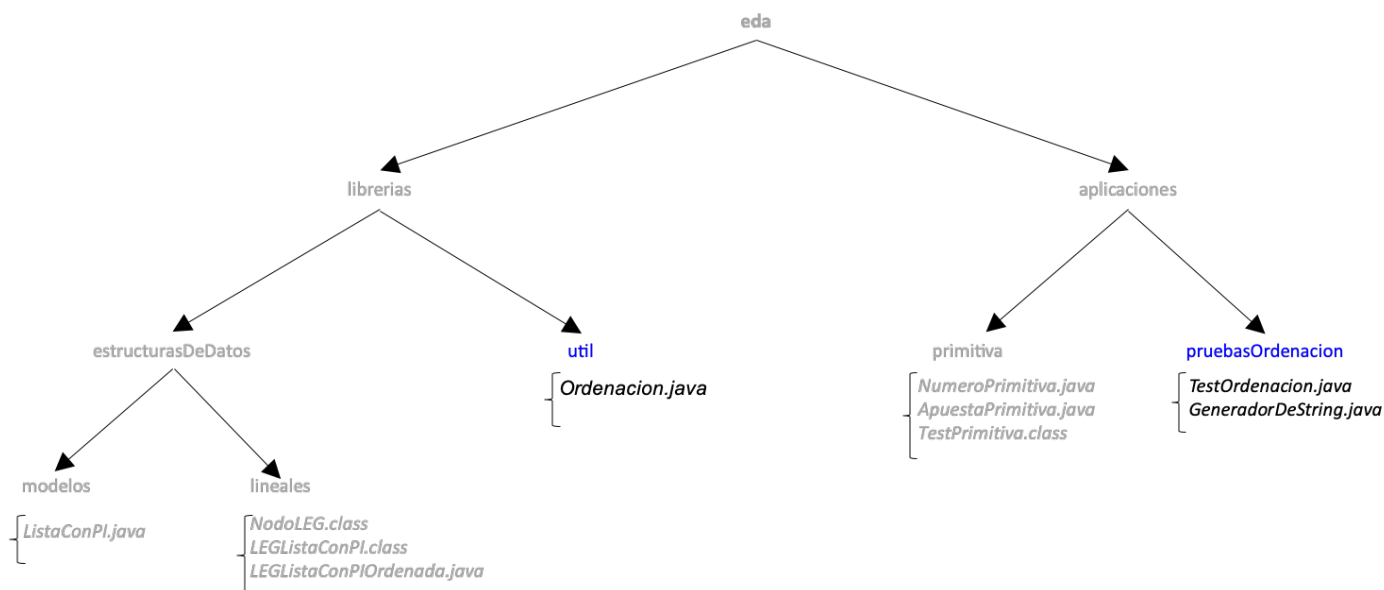 eda
librerias
aplicaciones
estructurasDeDatos
util
primitiva
pruebasOrdenacion
Ordenacion.java
NumeroPrimitiva.java
ApuestaPrimitiva.java
TestPrimitiva.class
TestOrdenacion.java
GeneradorDeString.java
modelos
lineales
ListaConPI.java
NodoLEG.class
LEGListaConPI.class
LEGListaConPIOrdenada.java